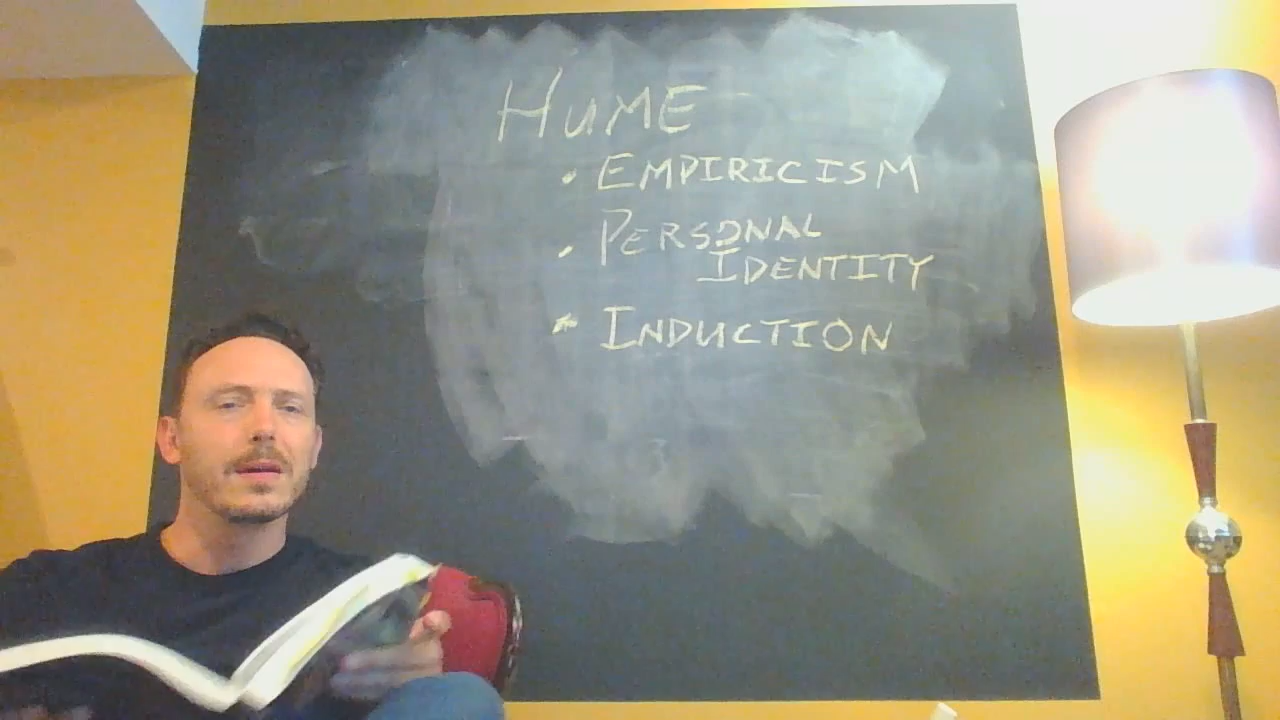 HUME
• EMPIRICISM
• PERSONAL
IDENTITY
• INDUCTION